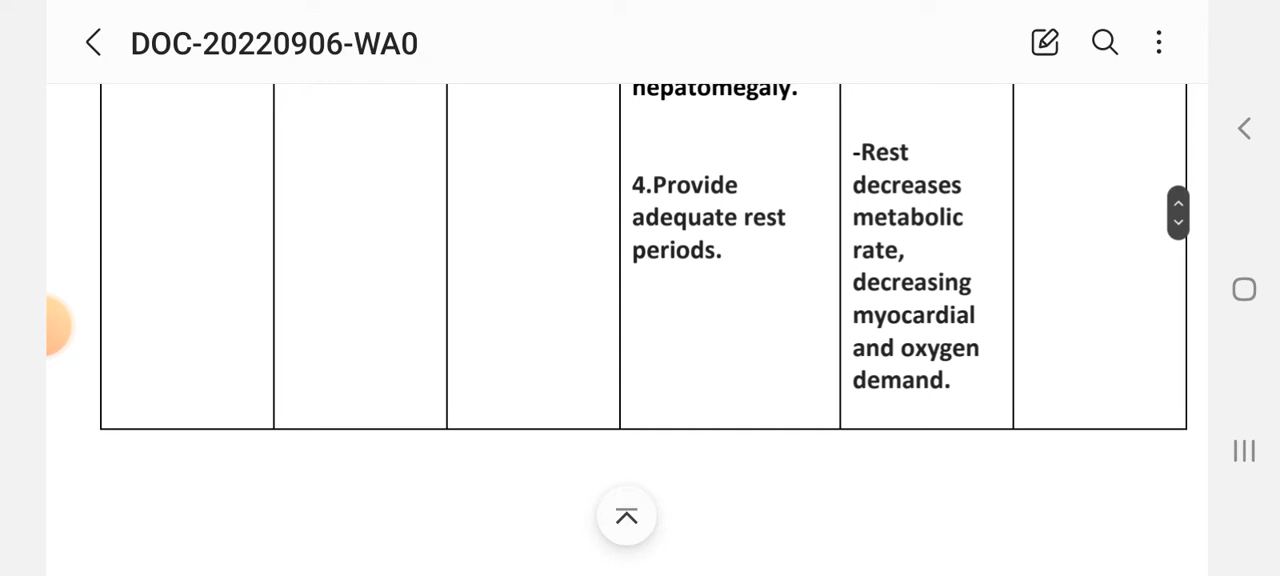 DOC-20220906-WA0
hepatomegaly.
4.Provide
adequate rest
periods.
-Rest
decreases
metabolic
rate,
decreasing
myocardial
and oxygen
demand.